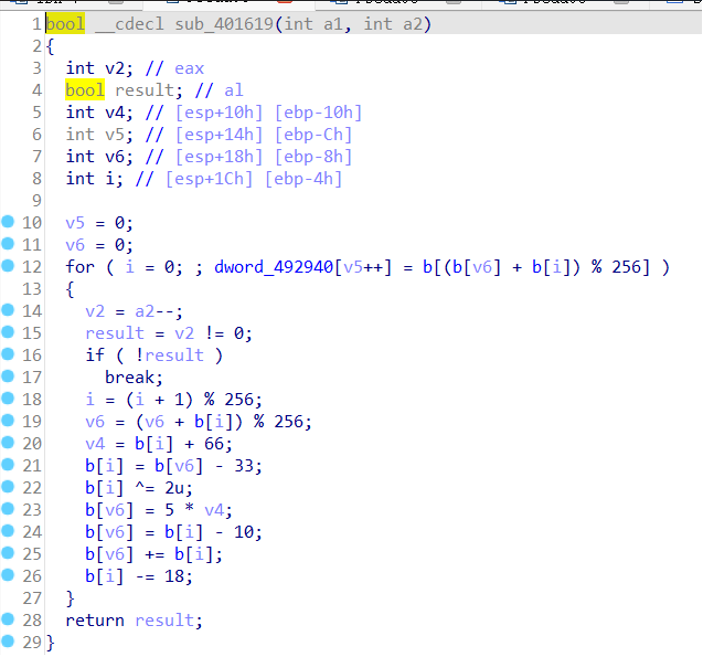 1 bool __cdecl sub_401619(int a1, int a2)
2 {
3   int v2; // eax
4   bool result; // al
5   int v4; // [esp+10h] [ebp-10h]
6   int v5; // [esp+14h] [ebp-Ch]
7   int v6; // [esp+18h] [ebp-8h]
8   int i; // [esp+1Ch] [ebp-4h]
9
10   v5 = 0;
11   v6 = 0;
12   for ( i = 0; ; dword_492940[v5++] = b[(b[v6] + b[i]) % 256] )
13   {
14     v2 = a2--;
15     result = v2 != 0;
16     if ( !result )
17       break;
18     i = (i + 1) % 256;
19     v6 = (v6 + b[i]) % 256;
20     v4 = b[i] + 66;
21     b[i] = b[v6] - 33;
22     b[i] ^= 2u;
23     b[v6] = 5 * v4;
24     b[v6] = b[i] - 10;
25     b[v6] += b[i];
26     b[i] -= 18;
27   }
28   return result;
29 }